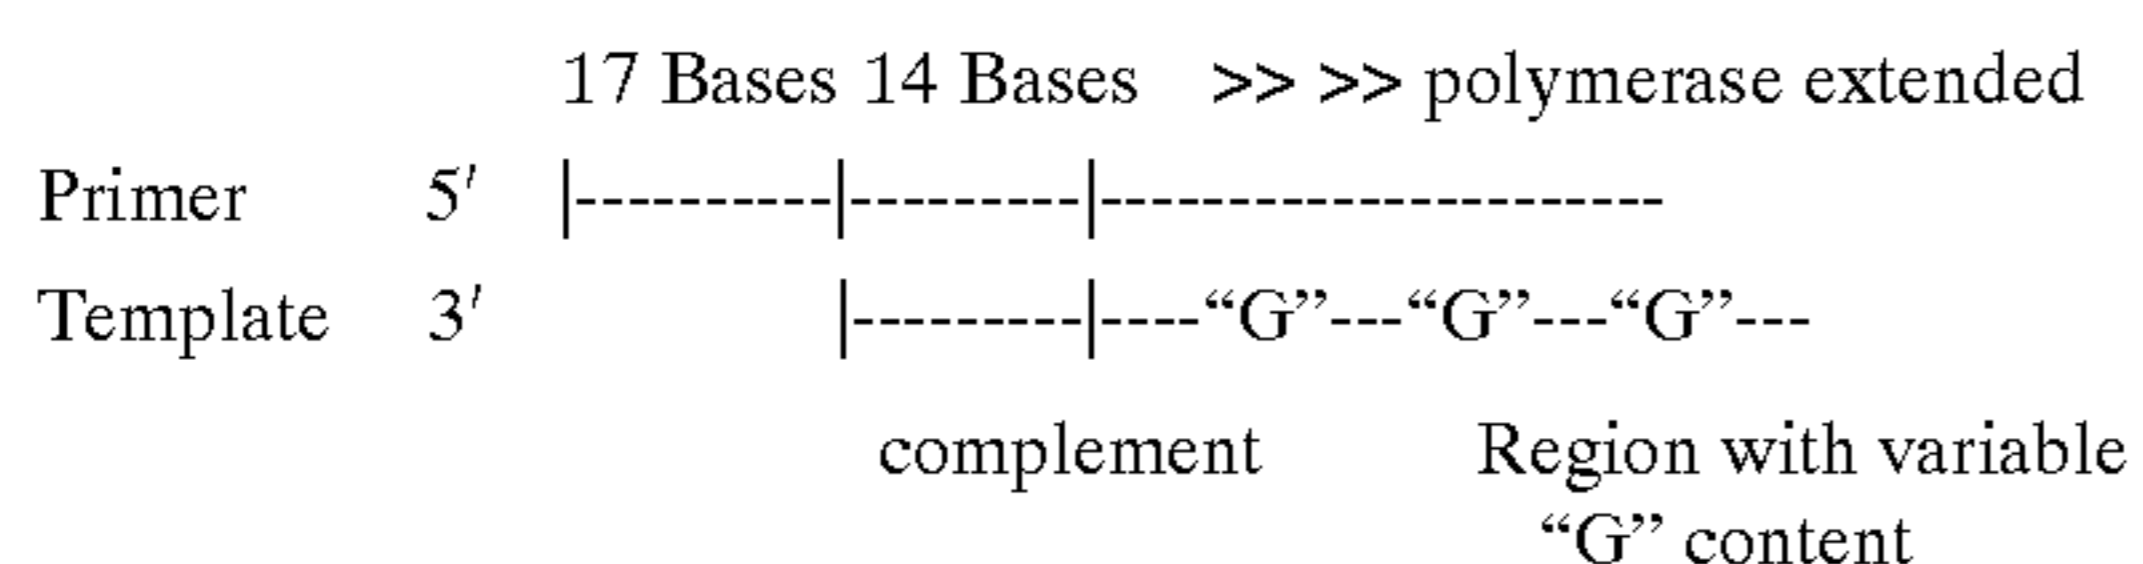 17 Bases 14 Bases >> >> polymerase extended
Primer 5′ |----------|---------|----------------------
Template 3′ |---------|----“G”---“G”---“G”---
complement Region with variable
“G” content